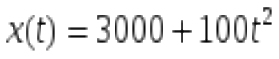 x(t) = 3000 + 100t²